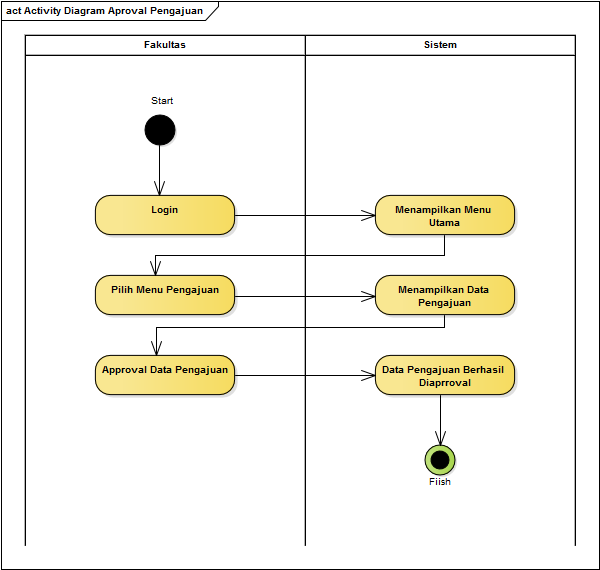 act Activity Diagram Aproval Pengajuan
Fakultas
Sistem
Start
Login
Menampilkan Menu
Utama
Pilih Menu Pengajuan
Menampilkan Data
Pengajuan
Approval Data Pengajuan
Data Pengajuan Berhasil
Diaprroval
Fiish